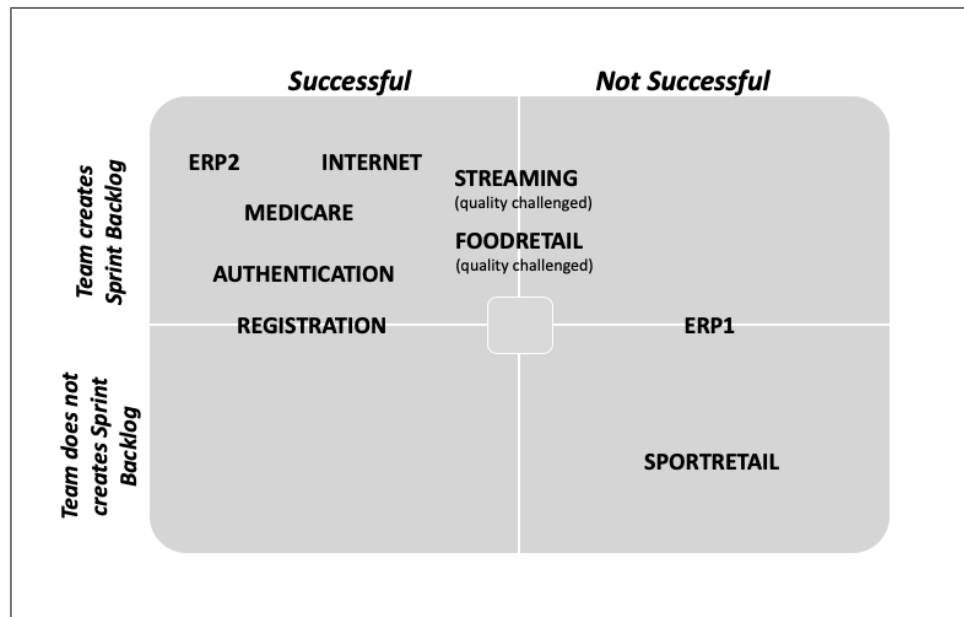 Successful
Not Successful
Team creates
Sprint Backlog
ERP2
INTERNET
STREAMING
(quality challenged)
MEDICARE
FOODRETAIL
(quality challenged)
AUTHENTICATION
REGISTRATION
ERP1
Team does not
creates Sprint
Backlog
SPORTRETAIL